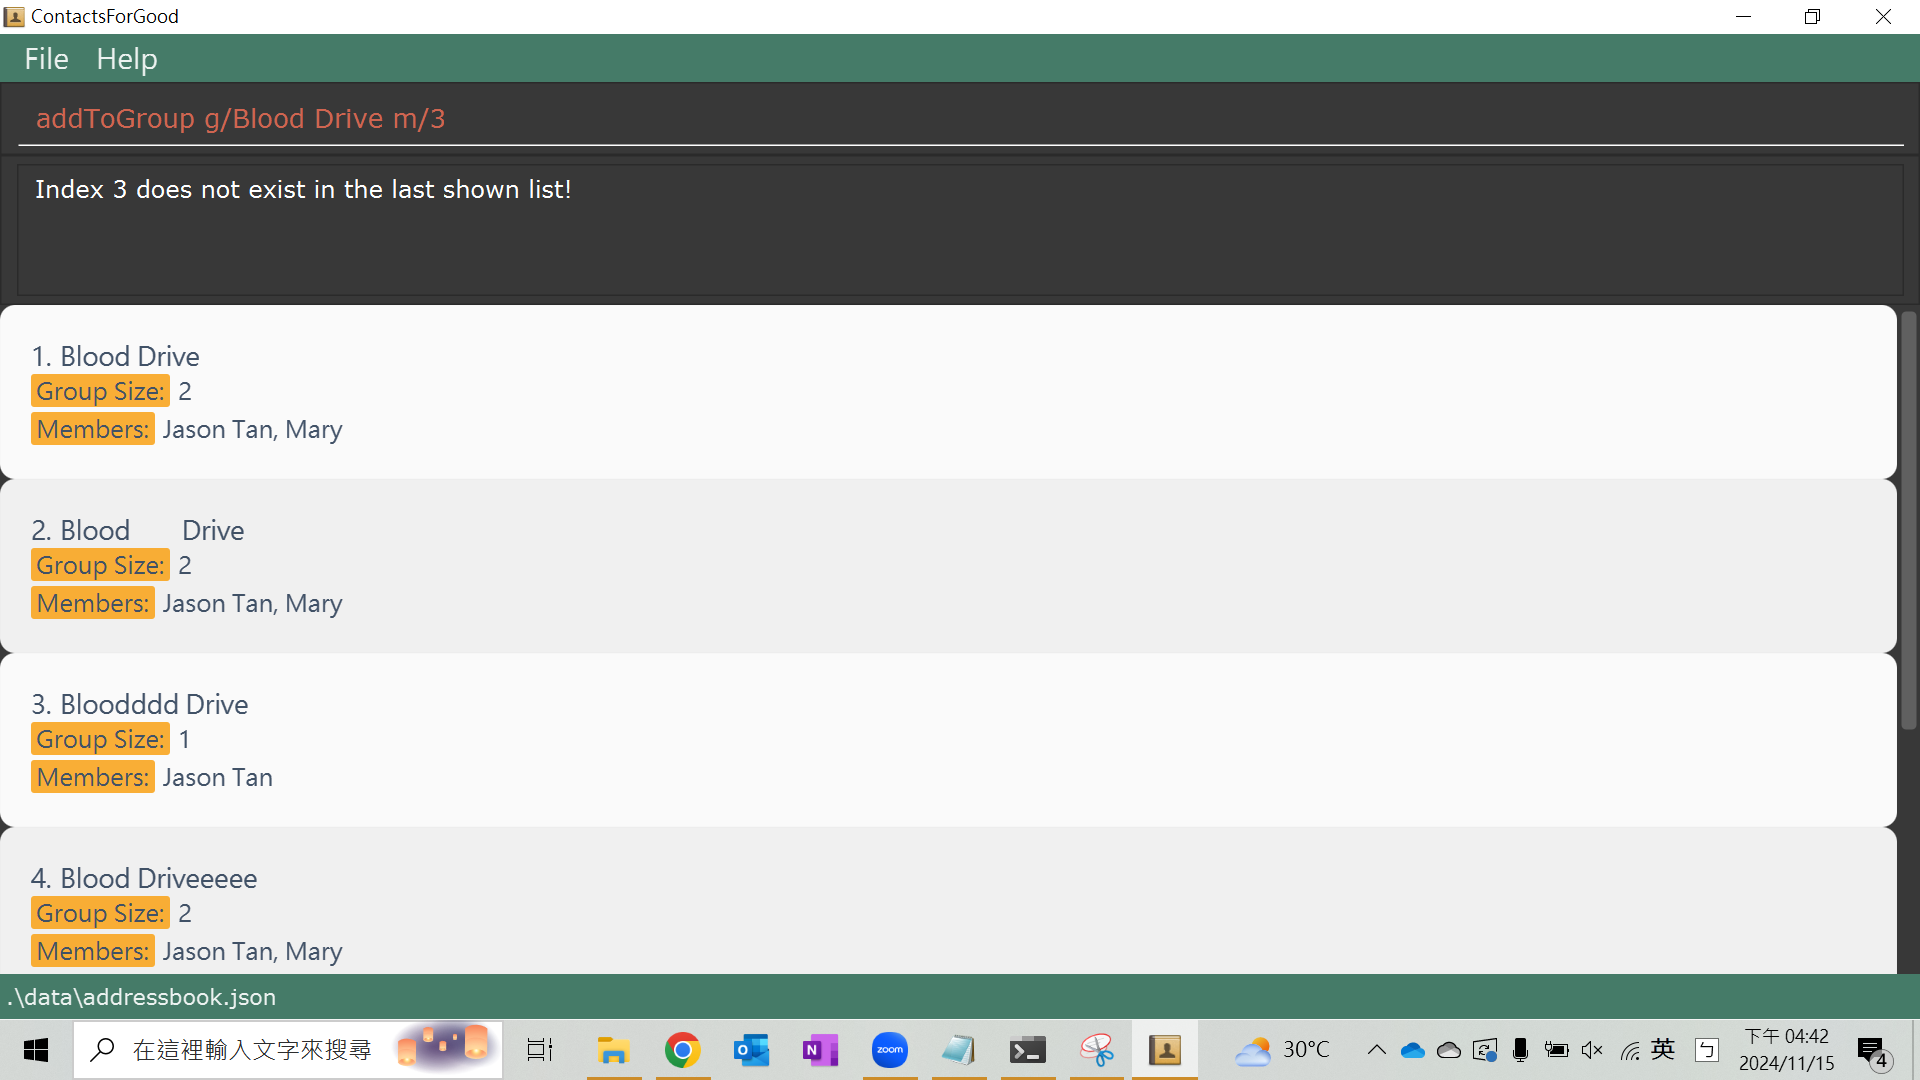 ContactsForGood
File Help
addToGroup g/Blood Drive m/3
Index 3 does not exist in the last shown list!
1. Blood Drive
Group Size: 2
Members: Jason Tan, Mary
2. Blood       Drive
Group Size: 2
Members: Jason Tan, Mary
3. Bloodddd Drive
Group Size: 1
Members: Jason Tan
4. Blood Driveeeee
Group Size: 2
Members: Jason Tan, Mary
.\data\addressbook.json
在這裡輸入文字來搜尋
zoom
30°C
英
ㄅ
下午 04:42
2024/11/15
4